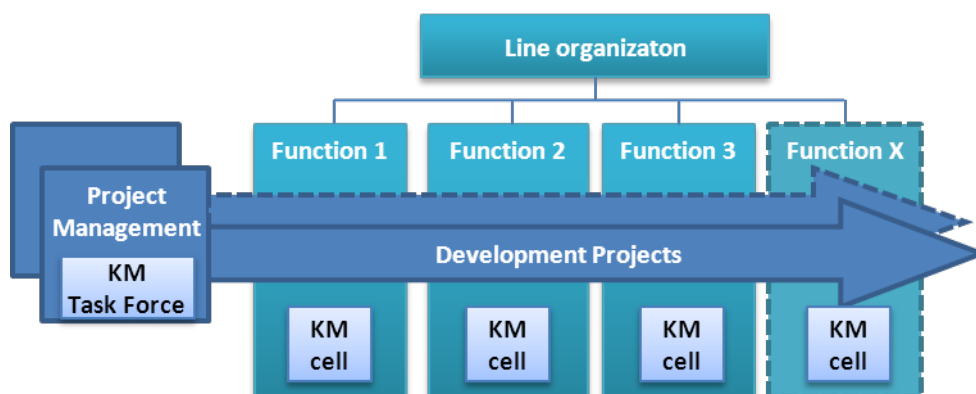 Line organizaton
Function 1
Function 2
Function 3
Function X
Project
Management
KM
Task Force
Development Projects
KM
cell
KM
cell
KM
cell
KM
cell